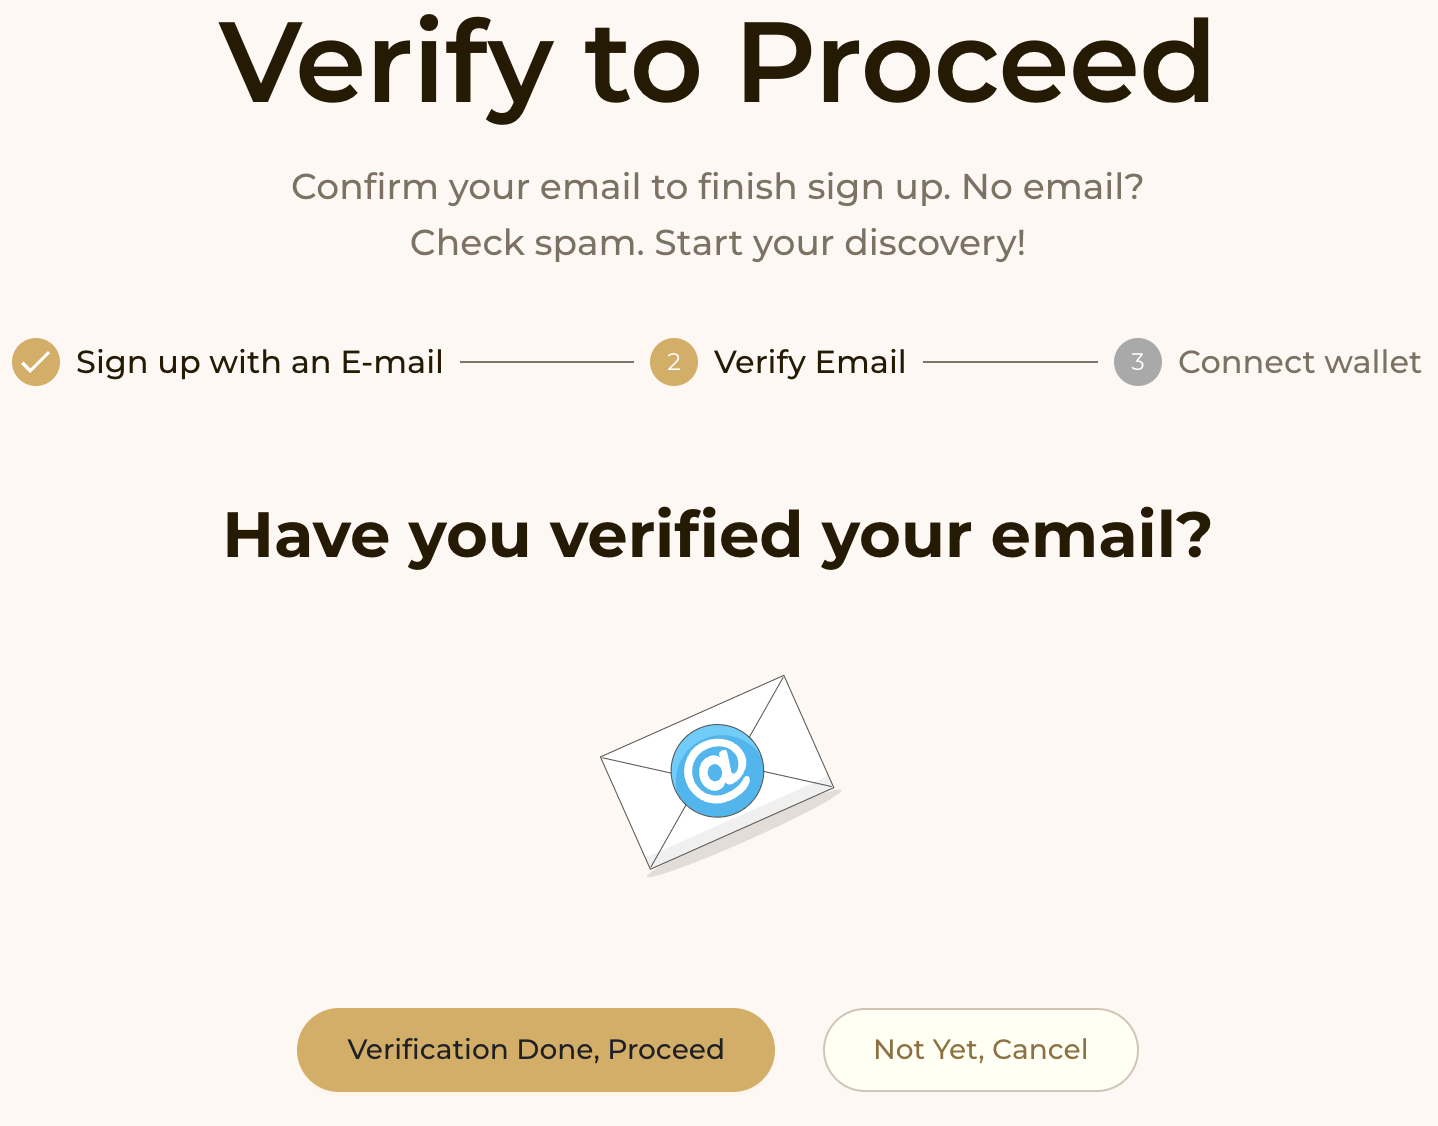 Verify to Proceed
Confirm your email to finish sign up. No email?
Check spam. Start your discovery!
Sign up with an E-mail
2 Verify Email
3 Connect wallet
Have you verified your email?
@
Verification Done, Proceed
Not Yet, Cancel